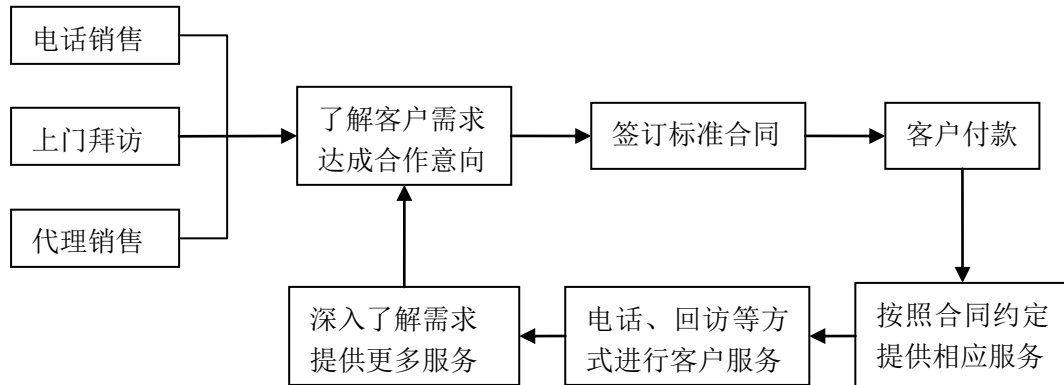 电话销售
上门拜访
代理销售
了解客户需求
达成合作意向
签订标准合同
客户付款
按照合同约定
提供相应服务
电话、回访等方
式进行客户服务
深入了解需求
提供更多服务